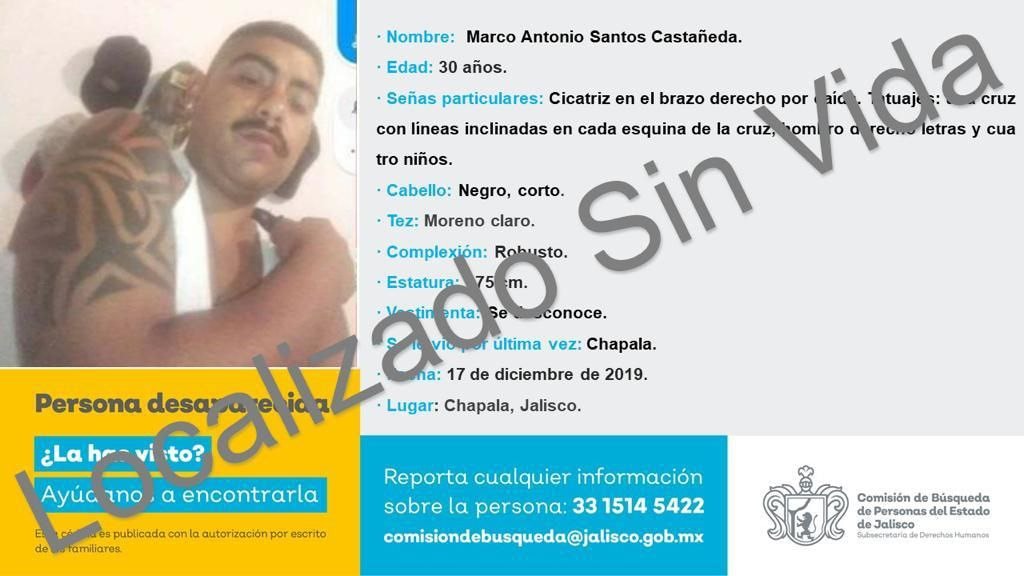 · Nombre: Marco Antonio Santos Castañeda.
· Edad: 30 años.
· Señas particulares: Cicatriz en el brazo derecho por caída. Tatuajes: una cruz
con líneas inclinadas en cada esquina de la cruz, hombro derecho letras y cua
tro niños.
· Cabello: Negro, corto.
· Tez: Moreno claro.
· Complexión: Robusto.
· Estatura: 75 cm.
· Vestimenta: Se desconoce.
· Se le vio por última vez: Chapala.
· Fecha: 17 de diciembre de 2019.
· Lugar: Chapala, Jalisco.
Localizado Sin Vida
Persona desaparecida
¿La has visto?
Ayúdanos a encontrarla
Esta cédula es publicada con la autorización por escrito
de los familiares.
Reporta cualquier información
sobre la persona: 33 1514 5422
comisiondebusqueda@jalisco.gob.mx
Comisión de Búsqueda
de Personas del Estado
de Jalisco
Subsecretaría de Derechos Humanos